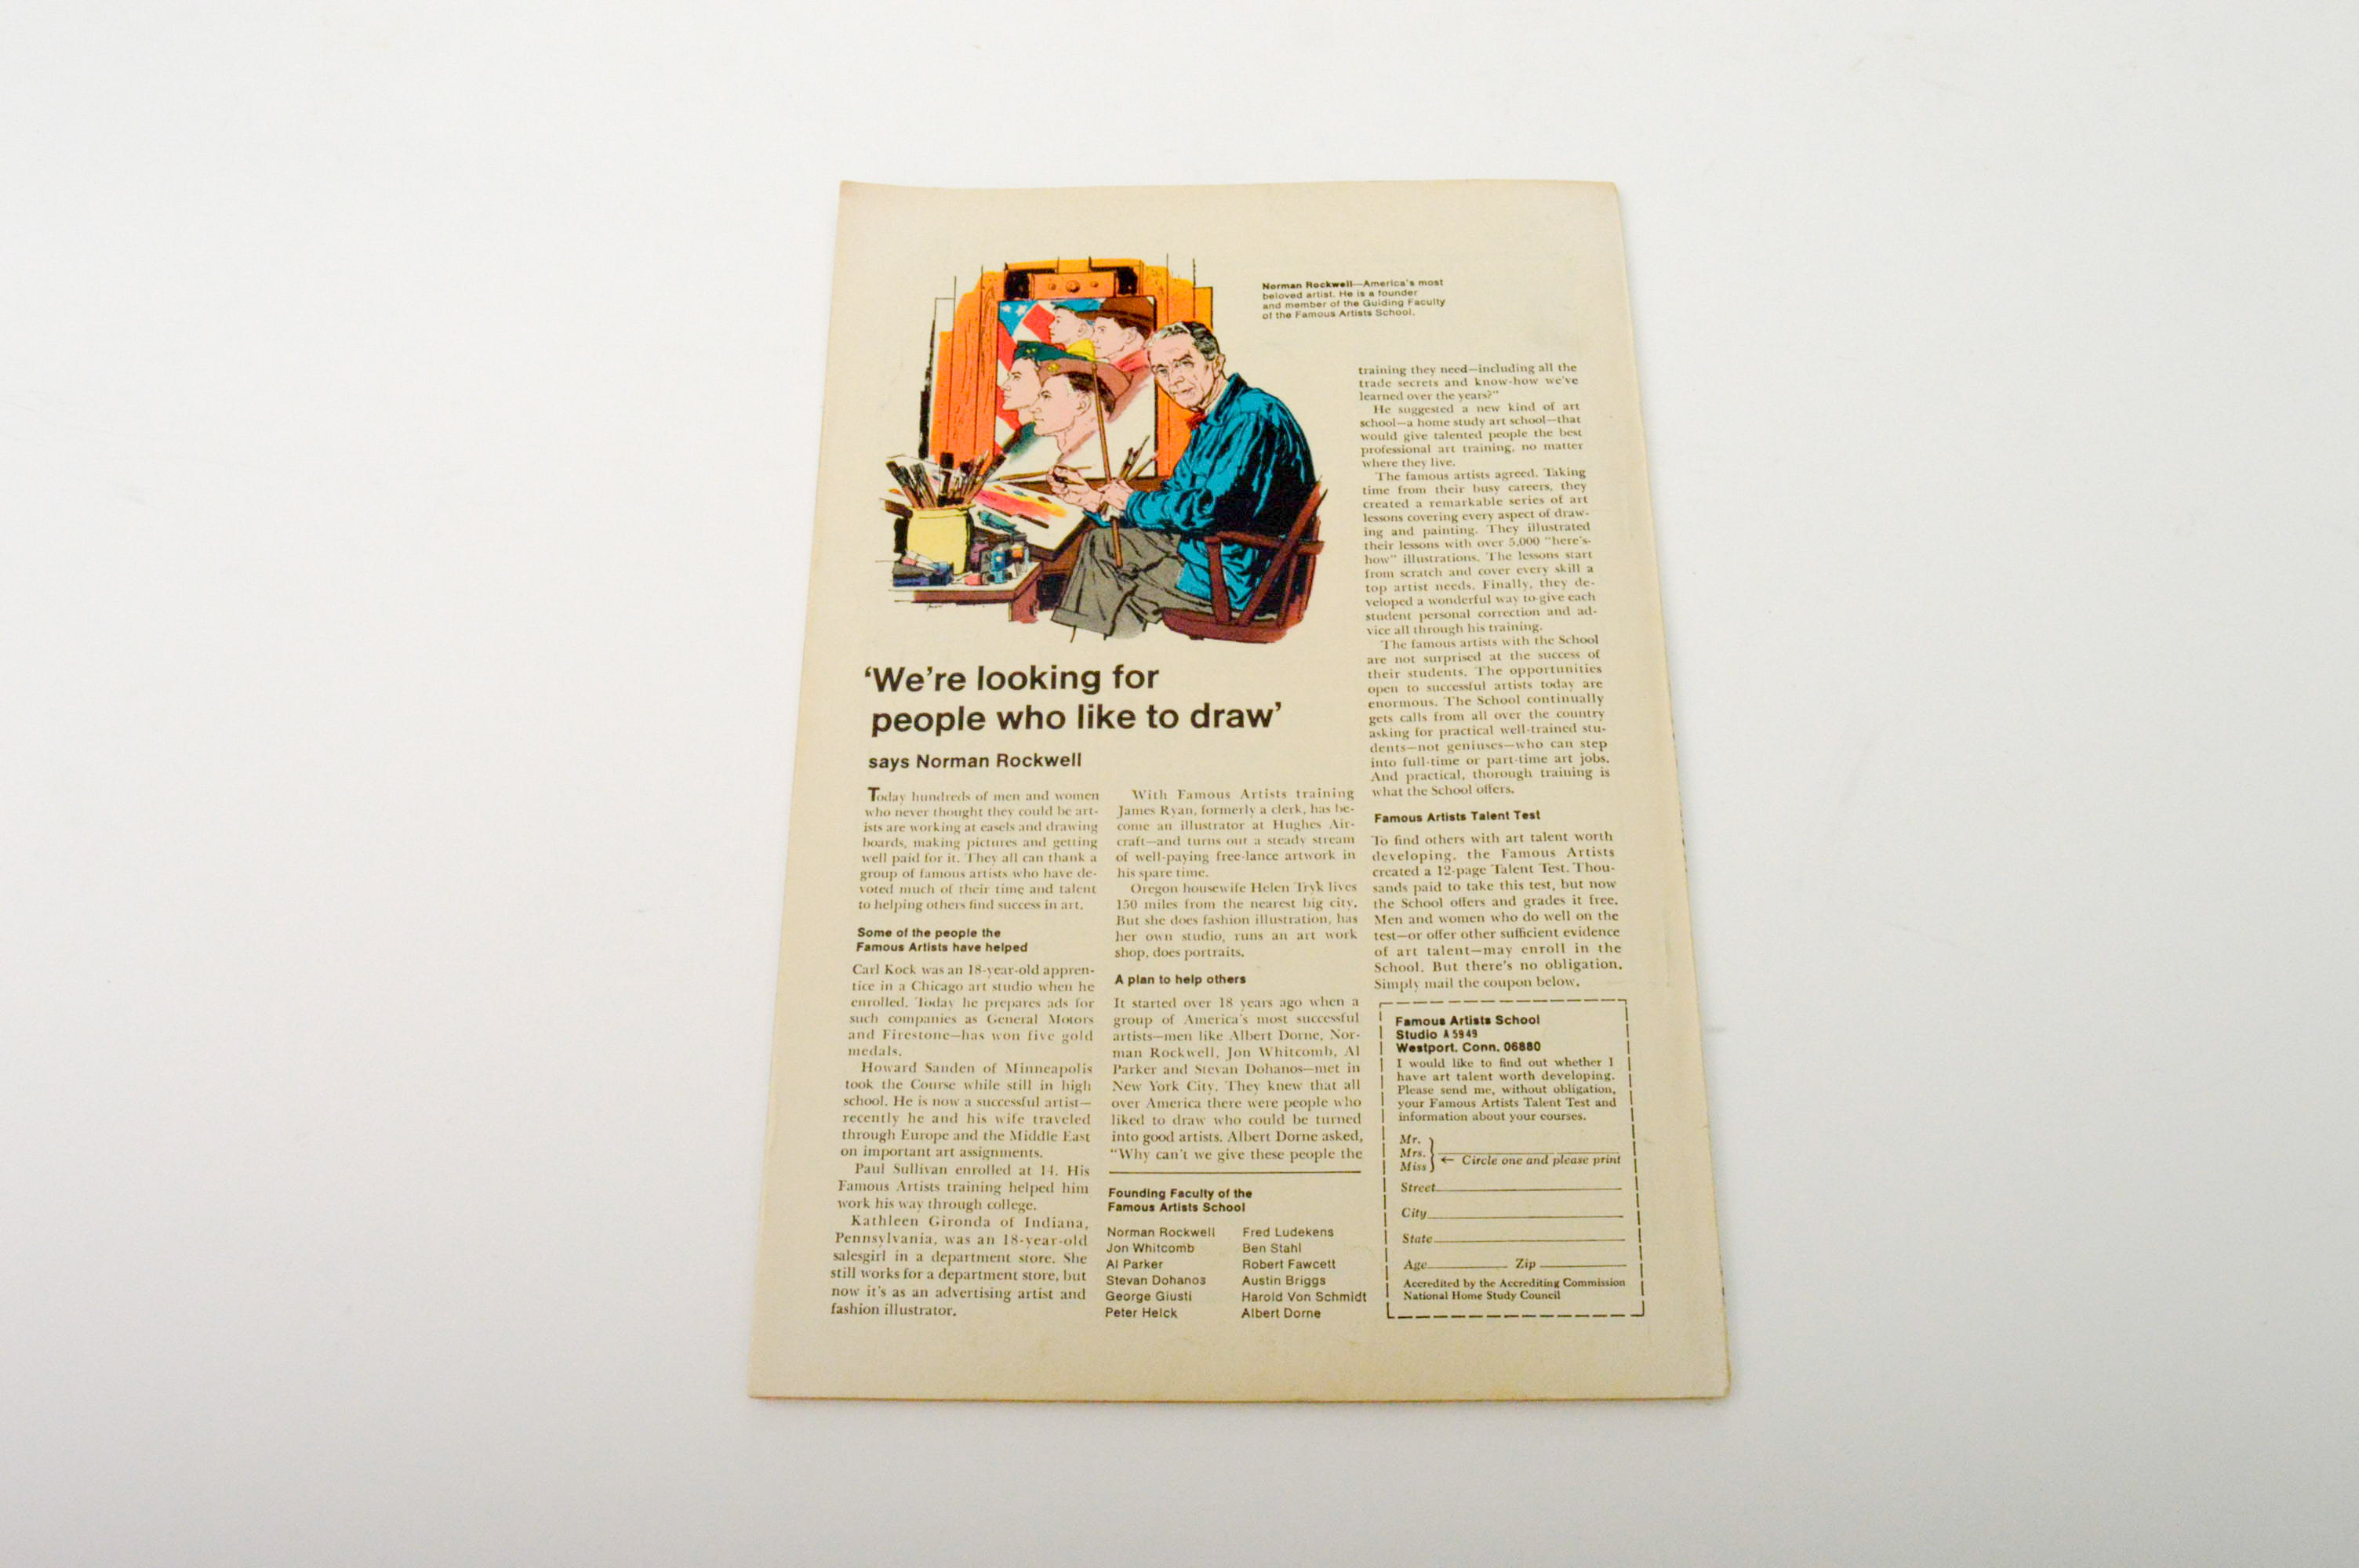 Norman Rockwell—America's most
beloved artist. He is a founder
and member of the Guiding Faculty
of the Famous Artists School.
'We're looking for
people who like to draw'
says Norman Rockwell
Today hundreds of men and women
who never thought they could be art-
ists are working at easels and drawing
boards, making pictures and getting
well paid for it. They all can thank a
group of famous artists who have de-
voted much of their time and talent
to helping others find success in art.
Some of the people the
Famous Artists have helped
Carl Kock was an 18-year-old appren-
tice in a Chicago art studio when he
enrolled. Today he prepares ads for
such companies as General Motors
and Firestone—has won five gold
medals.
Howard Sanden of Minneapolis
took the Course while still in high
school. He is now a successful artist—
recently he and his wife traveled
through Europe and the Middle East
on important art assignments.
Paul Sullivan enrolled at 14. His
Famous Artists training helped him
work his way through college.
Kathleen Gironda of Indiana,
Pennsylvania, was an 18-year-old
salesgirl in a department store. She
still works for a department store, but
now it's as an advertising artist and
fashion illustrator.
With Famous Artists training
James Ryan, formerly a clerk, has be-
come an illustrator at Hughes Air-
craft—and turns out a steady stream
of well-paying free-lance artwork in
his spare time.
Oregon housewife Helen Tryk lives
150 miles from the nearest big city.
But she does fashion illustration, has
her own studio, runs an art work
shop, does portraits.
A plan to help others
It started over 18 years ago when a
group of America's most successful
artists—men like Albert Dorne, Nor-
man Rockwell, Jon Whitcomb, Al
Parker and Stevan Dohanos—met in
New York City. They knew that all
over America there were people who
liked to draw who could be turned
into good artists. Albert Dorne asked,
"Why can't we give these people the
Founding Faculty of the
Famous Artists School
Norman Rockwell
Jon Whitcomb
Al Parker
Stevan Dohanos
George Giusti
Peter Helck
Fred Ludekens
Ben Stahl
Robert Fawcett
Austin Briggs
Harold Von Schmidt
Albert Dorne
training they need—including all the
trade secrets and know-how we've
learned over the years?"
He suggested a new kind of art
school—a home study art school—that
would give talented people the best
professional art training, no matter
where they live.
The famous artists agreed. Taking
time from their busy careers, they
created a remarkable series of art
lessons covering every aspect of draw-
ing and painting. They illustrated
their lessons with over 5,000 "here's-
how" illustrations. The lessons start
from scratch and cover every skill a
top artist needs. Finally, they de-
veloped a wonderful way to give each
student personal correction and ad-
vice all through his training.
The famous artists with the School
are not surprised at the success of
their students. The opportunities
open to successful artists today are
enormous. The School continually
gets calls from all over the country
asking for practical well-trained stu-
dents—not geniuses—who can step
into full-time or part-time art jobs.
And practical, thorough training is
what the School offers.
Famous Artists Talent Test
To find others with art talent worth
developing, the Famous Artists
created a 12-page Talent Test. Thou-
sands paid to take this test, but now
the School offers and grades it free.
Men and women who do well on the
test—or offer other sufficient evidence
of art talent—may enroll in the
School. But there's no obligation.
Simply mail the coupon below.
Famous Artists School
Studio A 5949
Westport, Conn. 06880
I would like to find out whether I
have art talent worth developing.
Please send me, without obligation,
your Famous Artists Talent Test and
information about your courses.
Mr.
Mrs.
Miss ← Circle one and please print
Street
City
State
Age Zip
Accredited by the Accrediting Commission
National Home Study Council